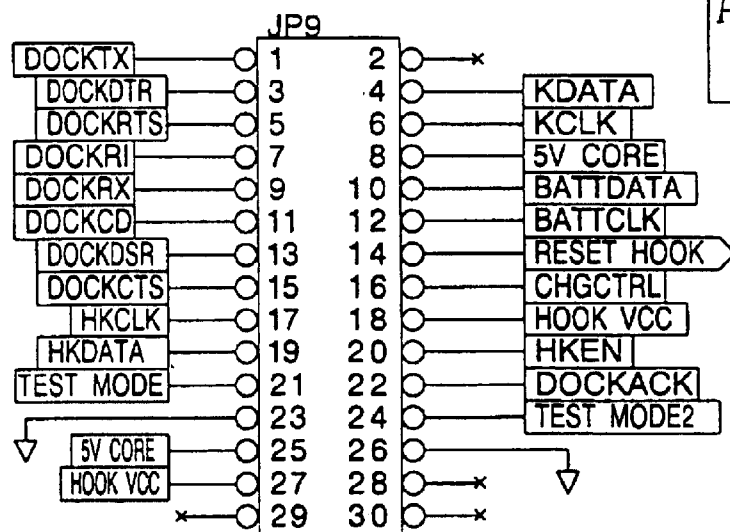 JP9
DOCKTX 1 2
DOCKDTR 3 4 KDATA
DOCKRTS 5 6 KCLK
DOCKRI 7 8 5V CORE
DOCKRX 9 10 BATTDATA
DOCKCD 11 12 BATTCLK
DOCKDSR 13 14 RESET HOOK
DOCKCTS 15 16 CHGCTRL
HKCLK 17 18 HOOK VCC
HKDATA 19 20 HKEN
TEST MODE 21 22 DOCKACK
23 24 TEST MODE2
5V CORE 25 26
HOOK VCC 27 28
29 30